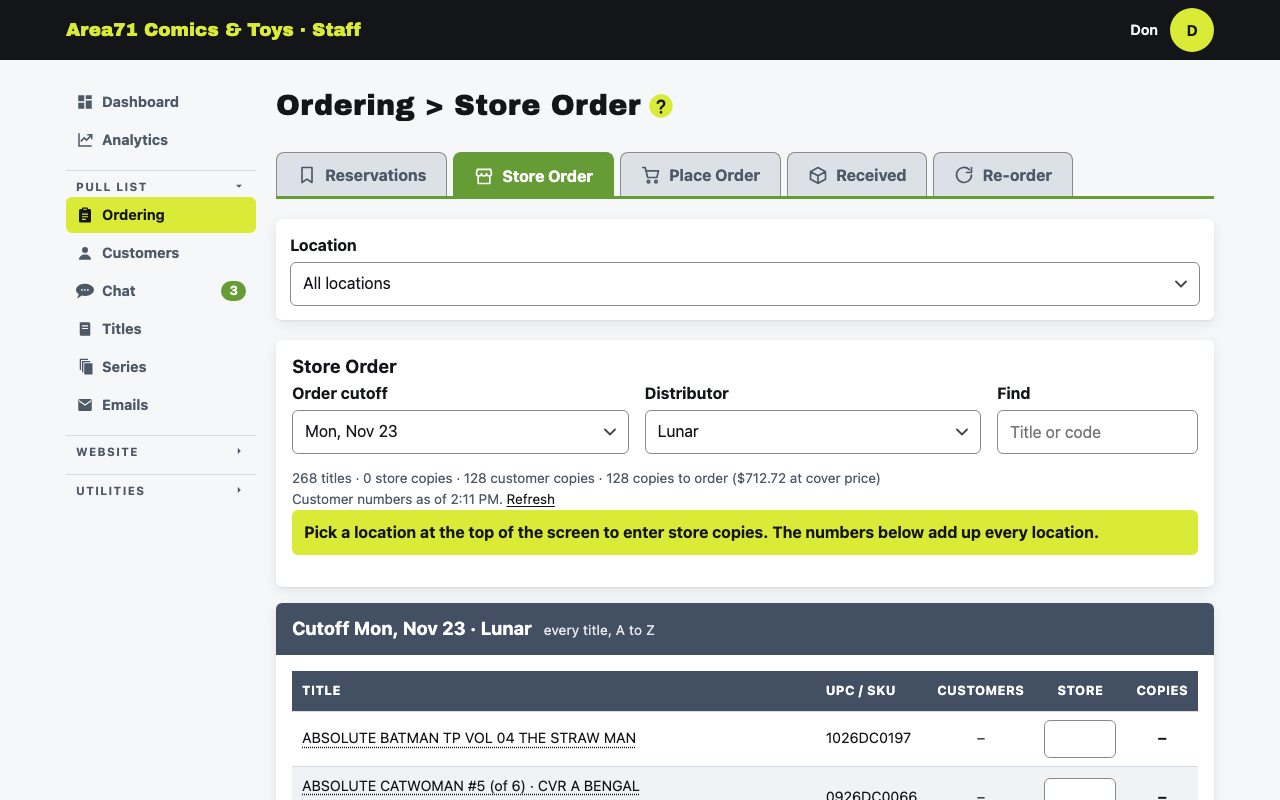 Area71 Comics & Toys · Staff
Don
D
Dashboard
Analytics
PULL LIST
Ordering
Customers
Chat
3
Titles
Series
Emails
WEBSITE
UTILITIES
Ordering > Store Order ?
Reservations
Store Order
Place Order
Received
Re-order
Location
All locations
Store Order
Order cutoff
Distributor
Find
Mon, Nov 23
Lunar
Title or code
268 titles · 0 store copies · 128 customer copies · 128 copies to order ($712.72 at cover price)
Customer numbers as of 2:11 PM. Refresh
Pick a location at the top of the screen to enter store copies. The numbers below add up every location.
Cutoff Mon, Nov 23 · Lunar every title, A to Z
TITLE UPC / SKU CUSTOMERS STORE COPIES
ABSOLUTE BATMAN TP VOL 04 THE STRAW MAN 1026DC0197 – –
ABSOLUTE CATWOMAN #5 (of 6) · CVR A BENGAL
0926DC0066 – –